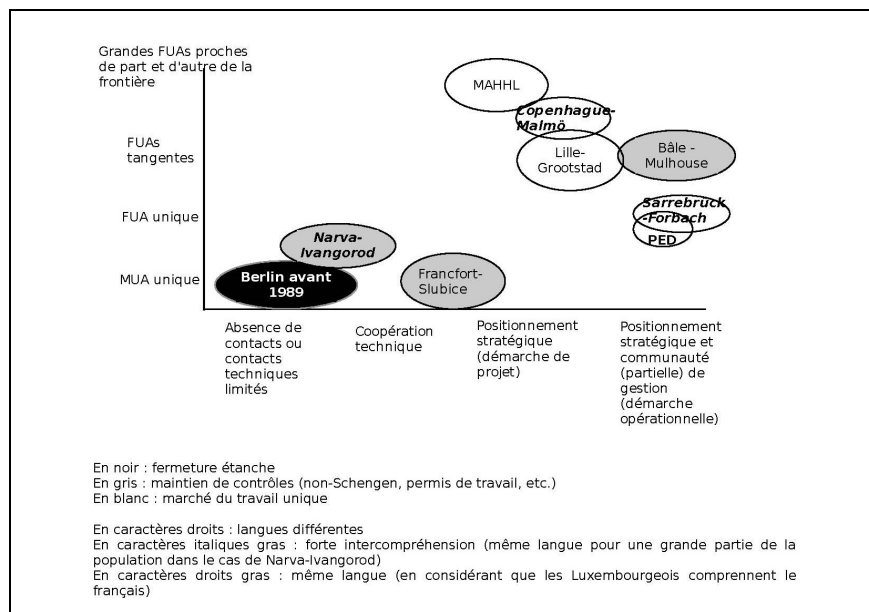 Grandes FUAs proches
de part et d'autre de la
frontière
FUAs
tangentes
FUA unique
MUA unique
MAHHL
Copenhague-
Malmö
Lille-
Grootstad
Bâle -
Mulhouse
Sarrebrück
-Forbach
PED
Narva-
Ivangorod
Berlin avant
1989
Francfort-
Slubice
Absence de
contacts ou
contacts
techniques
limités
Coopération
technique
Positionnement
stratégique
(démarche de
projet)
Positionnement
stratégique et
communauté
(partielle) de
gestion
(démarche
opérationnelle)
En noir : fermeture étanche
En gris : maintien de contrôles (non-Schengen, permis de travail, etc.)
En blanc : marché du travail unique
En caractères droits : langues différentes
En caractères italiques gras : forte intercompréhension (même langue pour une grande partie de la
population dans le cas de Narva-Ivangorod)
En caractères droits gras : même langue (en considérant que les Luxembourgeois comprennent le
français)